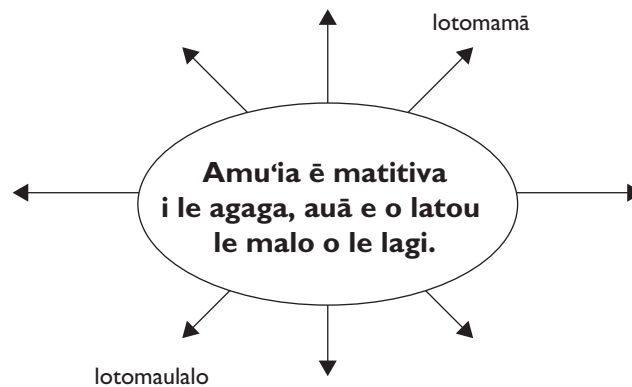 lotomamā
Amu‘ia ē matitiva
i le agaga, auā e o latou
le malo o le lagi.
lotomaulalo